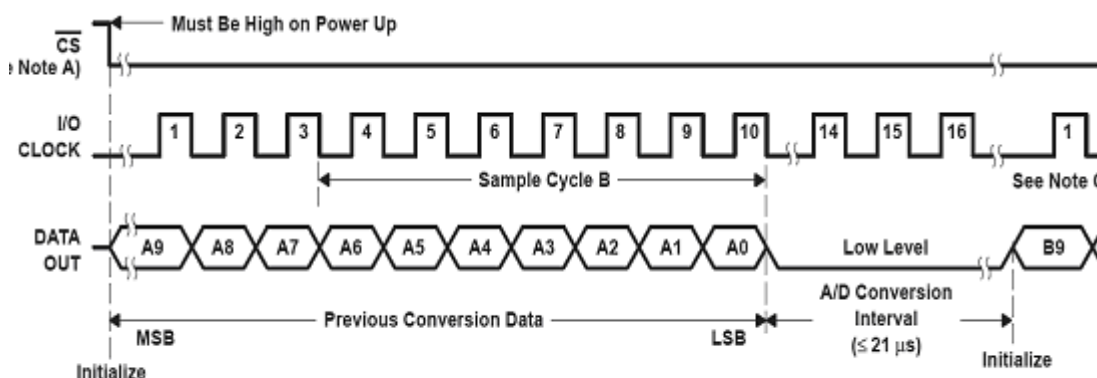 Must Be High on Power Up
CS
e Note A)
I/O
CLOCK
1 2 3 4 5 6 7 8 9 10 14 15 16 1
Sample Cycle B
See Note
DATA
OUT
A9 A8 A7 A6 A5 A4 A3 A2 A1 A0 Low Level B9
A/D Conversion
Interval
(≤ 21 μs)
Previous Conversion Data
MSB LSB
Initialize Initialize